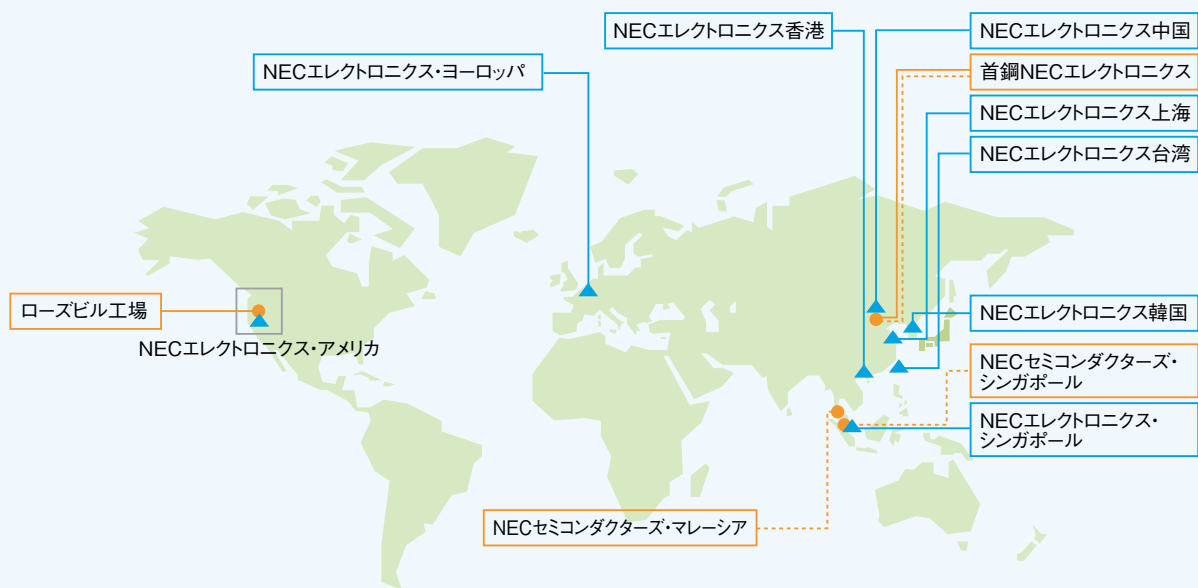 NECエレクトロニクス香港
NECエレクトロニクス中国
NECエレクトロニクス・ヨーロッパ
首鋼NECエレクトロニクス
NECエレクトロニクス上海
NECエレクトロニクス台湾
ローズビル工場
NECエレクトロニクス・アメリカ
NECエレクトロニクス韓国
NECセミコンダクターズ・
シンガポール
NECエレクトロニクス・
シンガポール
NECセミコンダクターズ・マレーシア